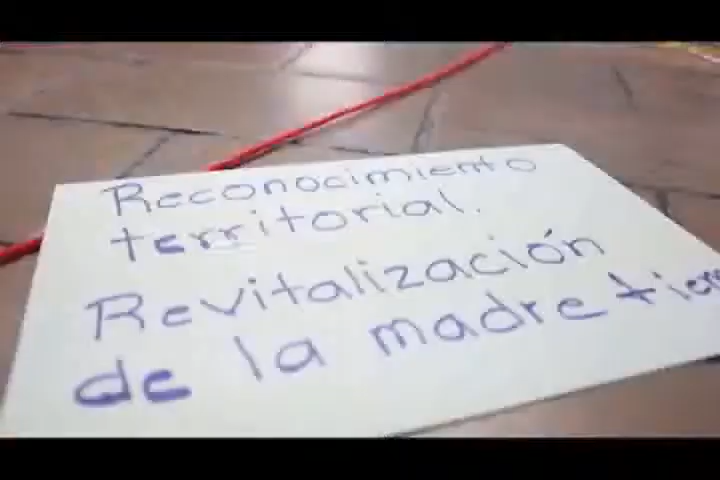 Reconocimiento
territorial.
Revitalización
de la madre